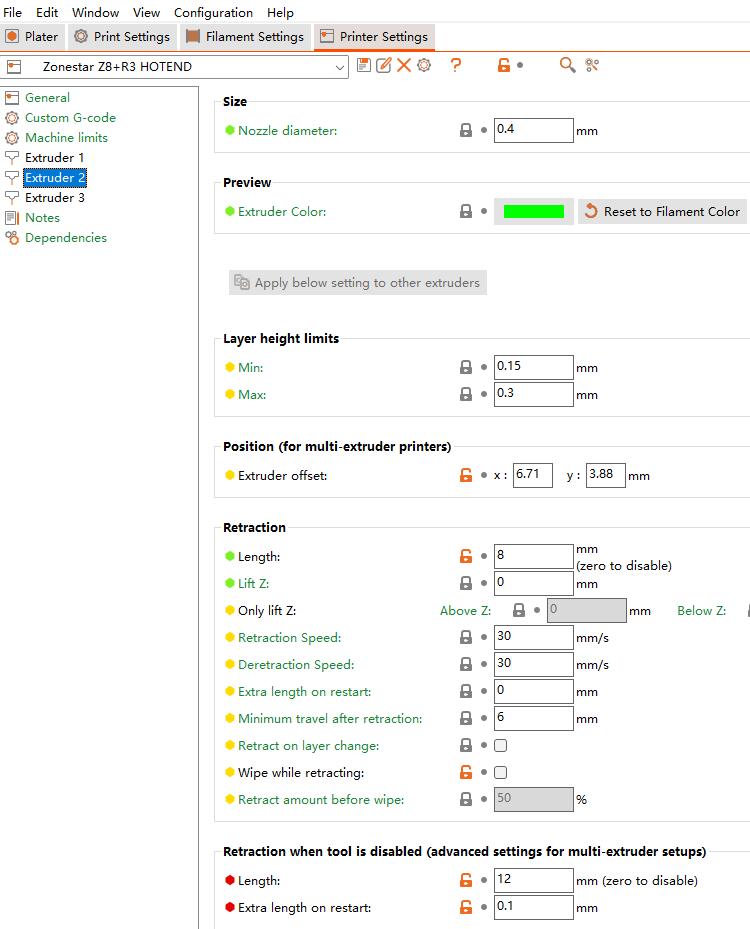 File Edit Window View Configuration Help
Plater Print Settings Filament Settings Printer Settings
Zonestar Z8+R3 HOTEND ?
General
Custom G-code
Machine limits
Extruder 1
Extruder 2
Extruder 3
Notes
Dependencies
Size
Nozzle diameter: 0.4 mm
Preview
Extruder Color: Reset to Filament Color
Apply below setting to other extruders
Layer height limits
Min: 0.15 mm
Max: 0.3 mm
Position (for multi-extruder printers)
Extruder offset: x : 6.71 y : 3.88 mm
Retraction
Length: 8 mm
(zero to disable)
Lift Z: 0 mm
Only lift Z: Above Z: 0 mm Below Z:
Retraction Speed: 30 mm/s
Deretraction Speed: 30 mm/s
Extra length on restart: 0 mm
Minimum travel after retraction: 6 mm
Retract on layer change:
Wipe while retracting:
Retract amount before wipe: 50 %
Retraction when tool is disabled (advanced settings for multi-extruder setups)
Length: 12 mm (zero to disable)
Extra length on restart: 0.1 mm